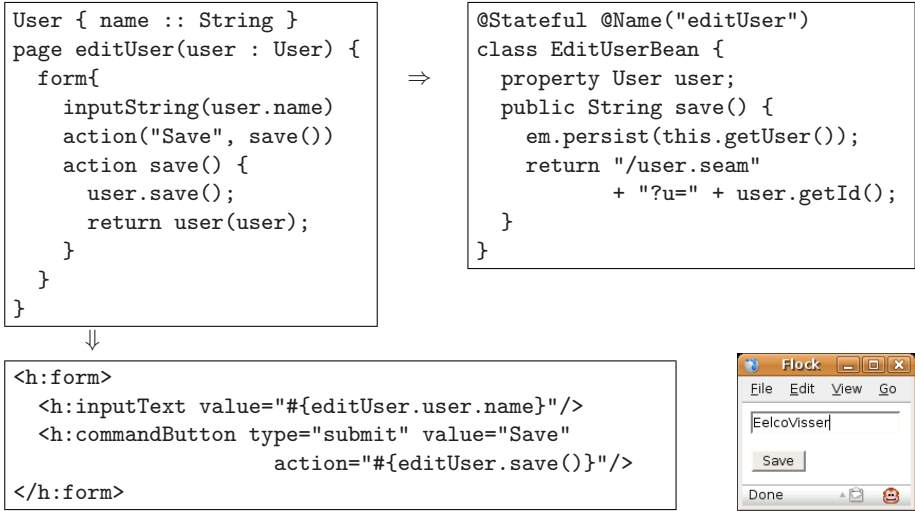 User { name :: String }
page editUser(user : User) {
  form{
    inputString(user.name)
    action("Save", save())
    action save() {
      user.save();
      return user(user);
    }
  }
}
⇒
@Stateful @Name("editUser")
class EditUserBean {
  property User user;
  public String save() {
    em.persist(this.getUser());
    return "/user.seam"
           + "?u=" + user.getId();
  }
}
⇓
<h:form>
  <h:inputText value="#{editUser.user.name}"/>
  <h:commandButton type="submit" value="Save"
                   action="#{editUser.save()}"/>
</h:form>
Flock
File Edit View Go
EelcoVisser
Save
Done